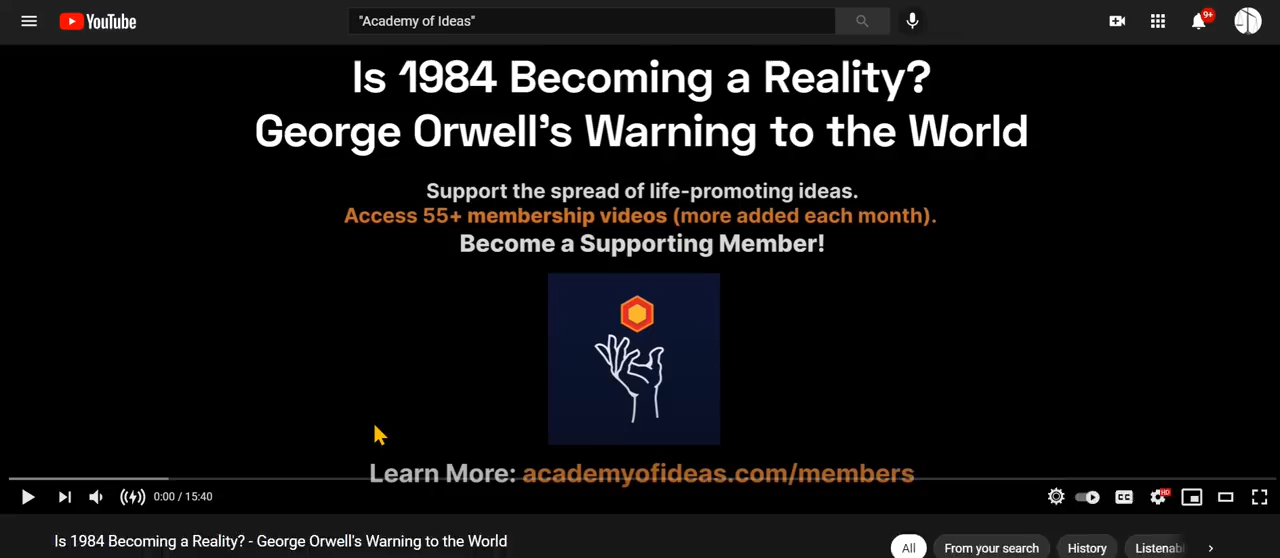 YouTube
"Academy of Ideas"
9+
Is 1984 Becoming a Reality?
George Orwell's Warning to the World
Support the spread of life-promoting ideas.
Access 55+ membership videos (more added each month).
Become a Supporting Member!
Learn More: academyofideas.com/members
0:00 / 15:40
CC
HD
Is 1984 Becoming a Reality? - George Orwell's Warning to the World
All
From your search
History
Listenabl